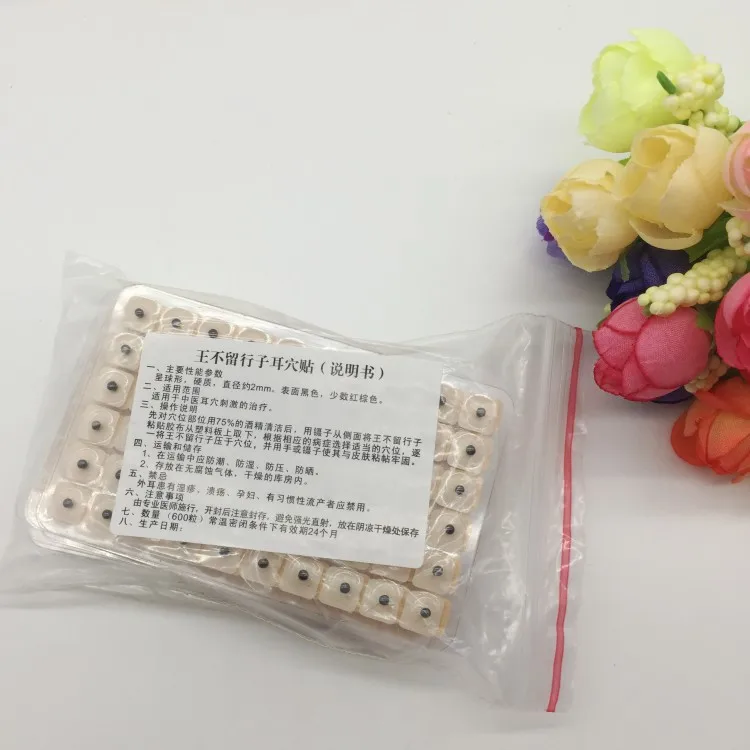 王不留行子耳穴贴（说明书）
一、主要性能参数
呈球形，硬质，直径约2mm，表面黑色，少数红棕色。
二、适用范围
适用于中医耳穴刺激的治疗。
三、操作说明
先对穴位部位用75%的酒精清洁后，用镊子从侧面将王不留行子
粘贴胶布从塑料板上取下，根据相应的病症选择适当的穴位，逐
一将王不留行子压于穴位，并用手或镊子使其与皮肤粘帖牢固。
四、运输和储存
1、在运输中应防潮、防湿、防压、防晒。
2、存放在无腐蚀气体，干燥的库房内。
五、禁忌
外耳患有湿疹，溃疡、孕妇、有习惯性流产者应禁用。
六、注意事项
由专业医师施行，开封后注意封存，避免强光直射，放在阴凉干燥处保存
七、数量（600粒）常温密闭条件下有效期24个月
八、生产日期：